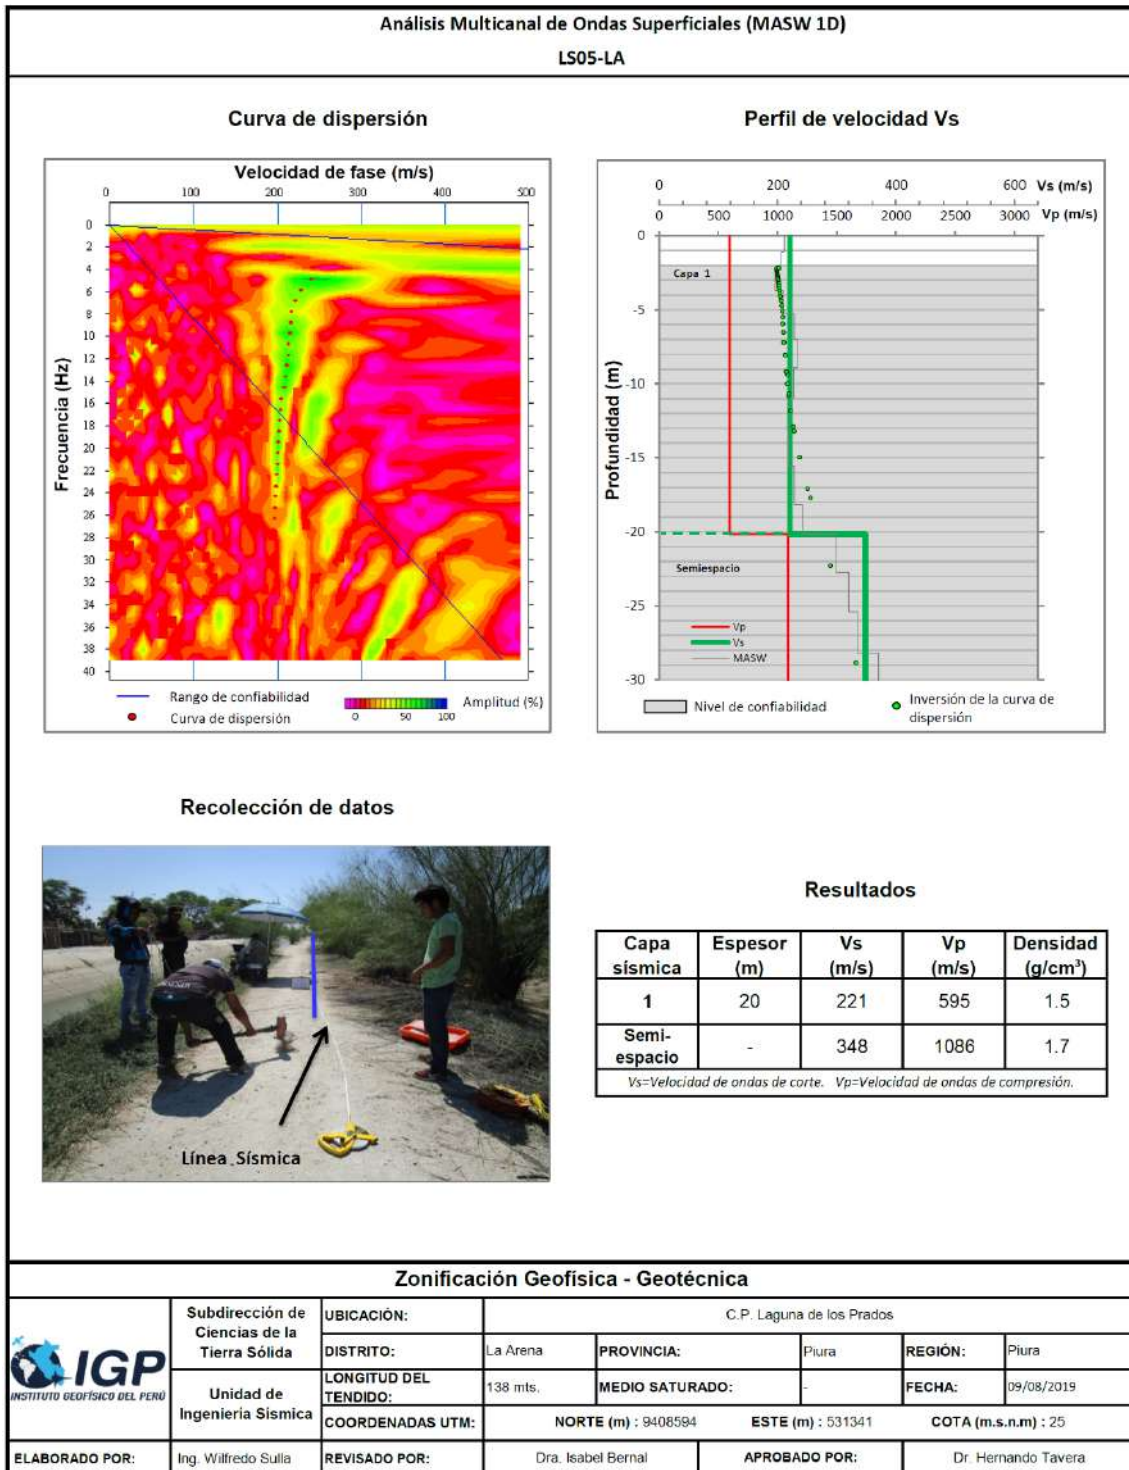 Análisis Multicanal de Ondas Superficiales (MASW 1D)
LS05-LA
Curva de dispersión
Velocidad de fase (m/s)
0 100 200 300 400 500
Frecuencia (Hz)
0
2
4
6
8
10
12
14
16
18
20
22
24
26
28
30
32
34
36
38
40
Rango de confiabilidad
Curva de dispersión
Amplitud (%)
0 50 100
Perfil de velocidad Vs
0 200 400 600 Vs (m/s)
0 500 1000 1500 2000 2500 3000 Vp (m/s)
Profundidad (m)
0
-5
-10
-15
-20
-25
-30
Capa 1
Semiespacio
Vp
Vs
MASW
Nivel de confiabilidad
Inversión de la curva de
dispersión
Recolección de datos
Línea Sísmica
Resultados
Capa sísmica Espesor (m) Vs (m/s) Vp (m/s) Densidad (g/cm³)
1 20 221 595 1.5
Semi-espacio - 348 1086 1.7
Vs=Velocidad de ondas de corte. Vp=Velocidad de ondas de compresión.
Zonificación Geofísica - Geotécnica
IGP
INSTITUTO GEOFÍSICO DEL PERÚ
Subdirección de
Ciencias de la
Tierra Sólida
Unidad de
Ingeniería Sismica
UBICACIÓN: C.P. Laguna de los Prados
DISTRITO: La Arena PROVINCIA: Piura REGIÓN: Piura
LONGITUD DEL TENDIDO: 138 mts. MEDIO SATURADO: - FECHA: 09/08/2019
COORDENADAS UTM: NORTE (m) : 9408594 ESTE (m) : 531341 COTA (m.s.n.m) : 25
ELABORADO POR: Ing. Wilfredo Sulla REVISADO POR: Dra. Isabel Bernal APROBADO POR: Dr. Hernando Tavera